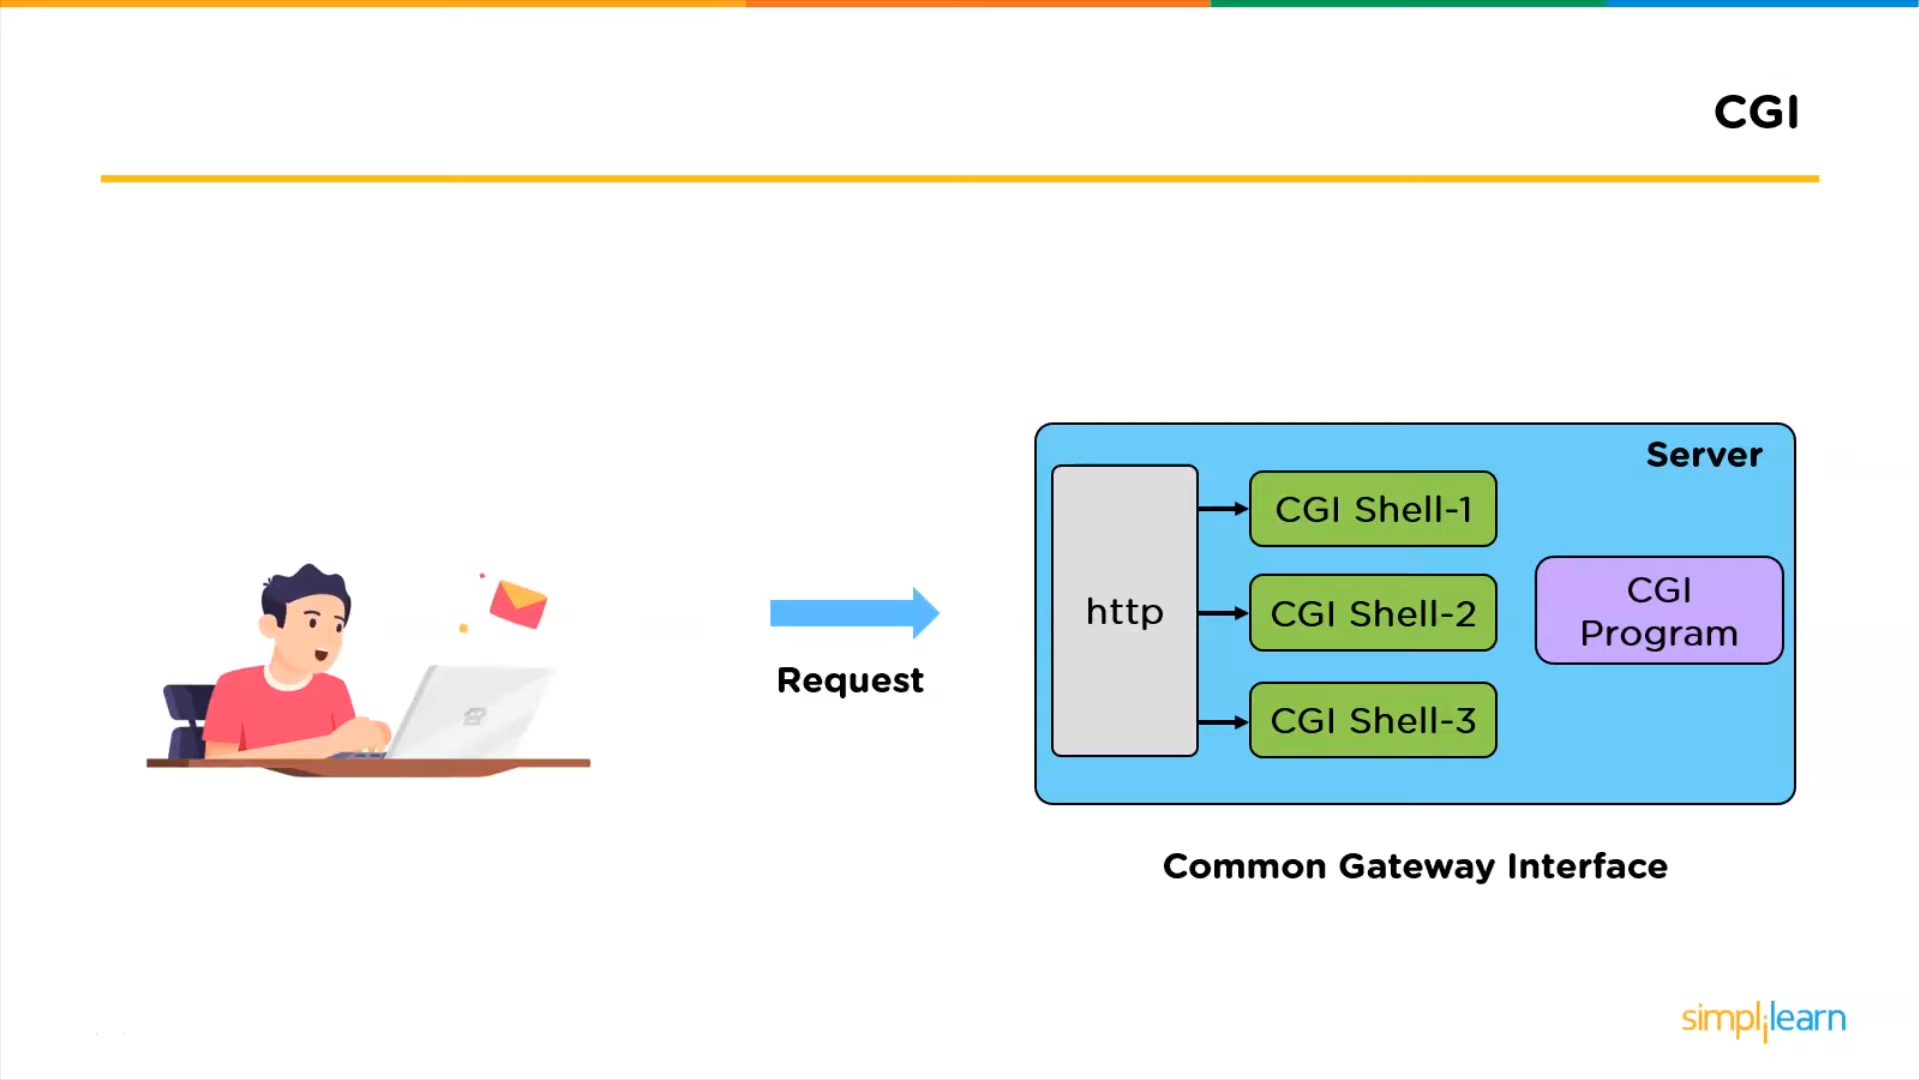 CGI
Server
CGI Shell-1
http
CGI Shell-2
CGI
Program
CGI Shell-3
Request
Common Gateway Interface
simplilearn